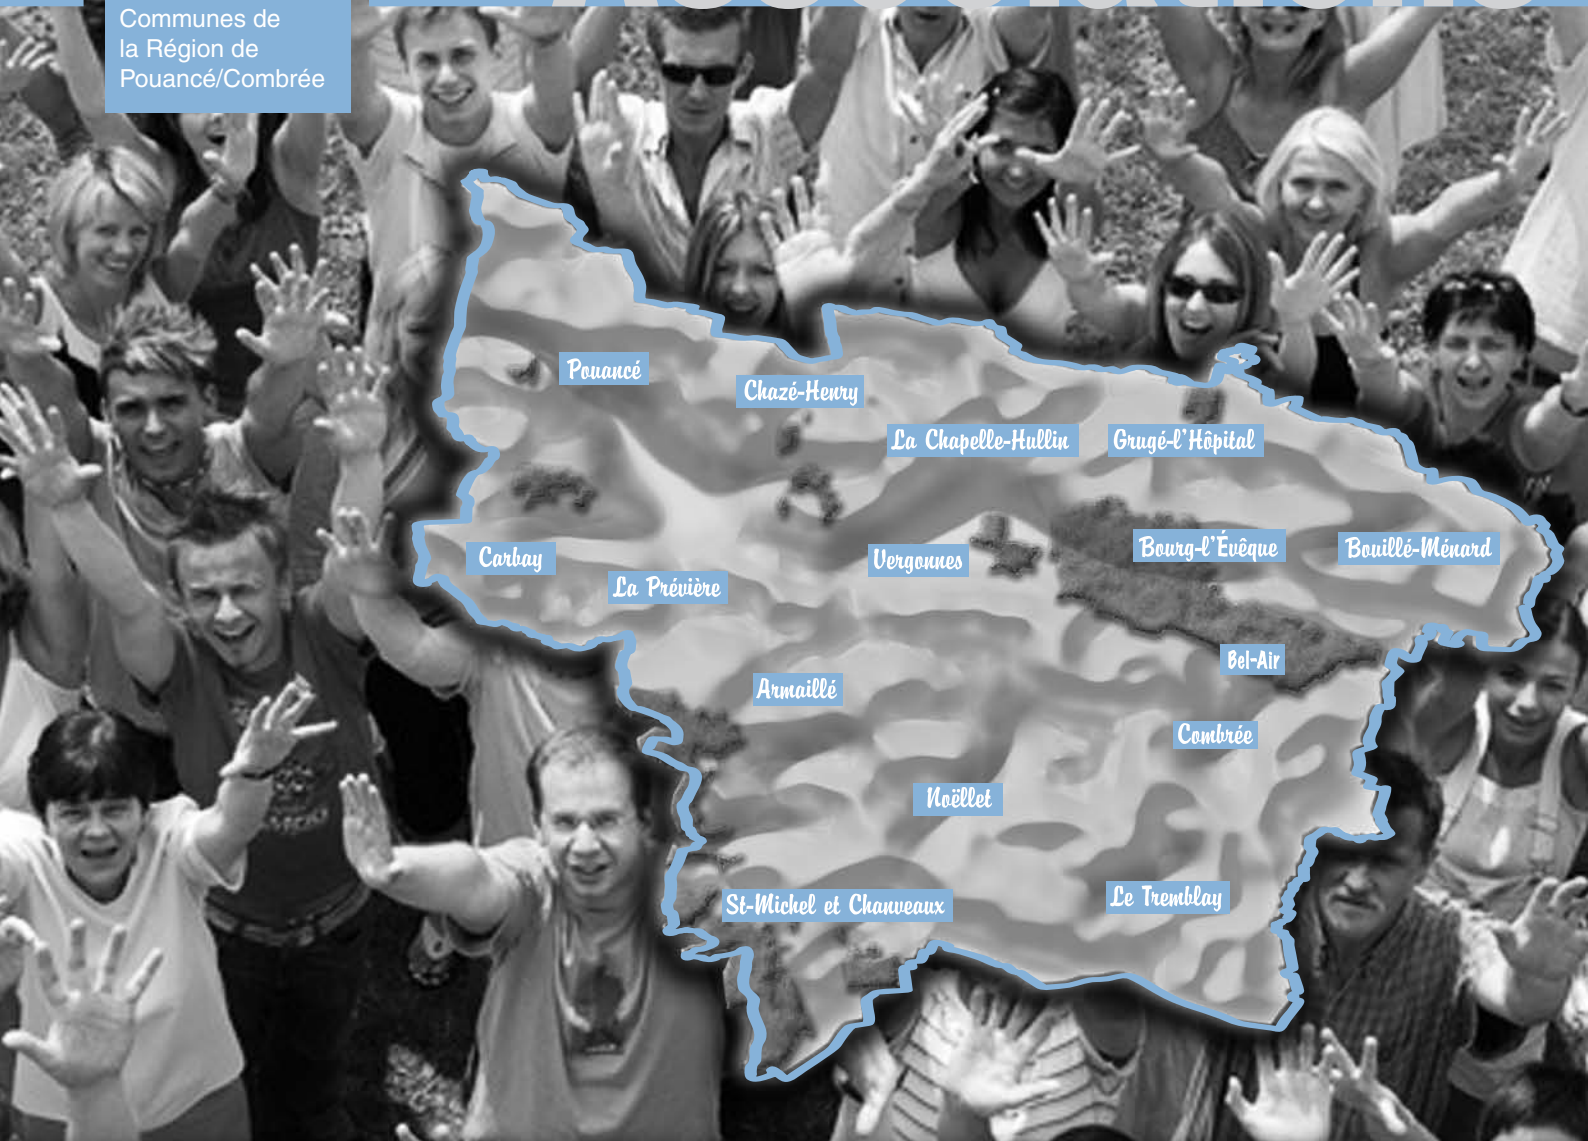 Communes de
la Région de
Pouancé/Combrée
Pouancé
Chazé-Henry
La Chapelle-Hullin
Grugé-l'Hôpital
Carbay
La Prévière
Vergonnes
Bourg-l'Évêque
Bouillé-Ménard
Bel-Air
Armaillé
Combrée
Noëllet
St-Michel et Chanveaux
Le Tremblay